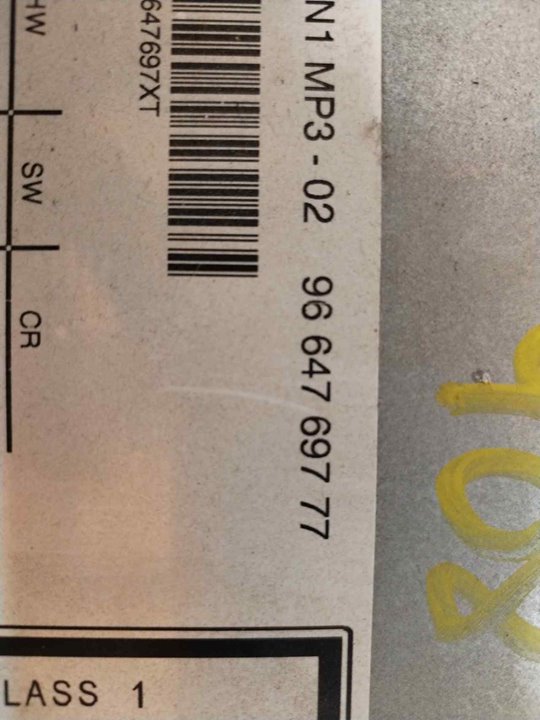 N1 MP3 - 02 96 647 697 77
647697XT
HW
SW
CR
LASS 1